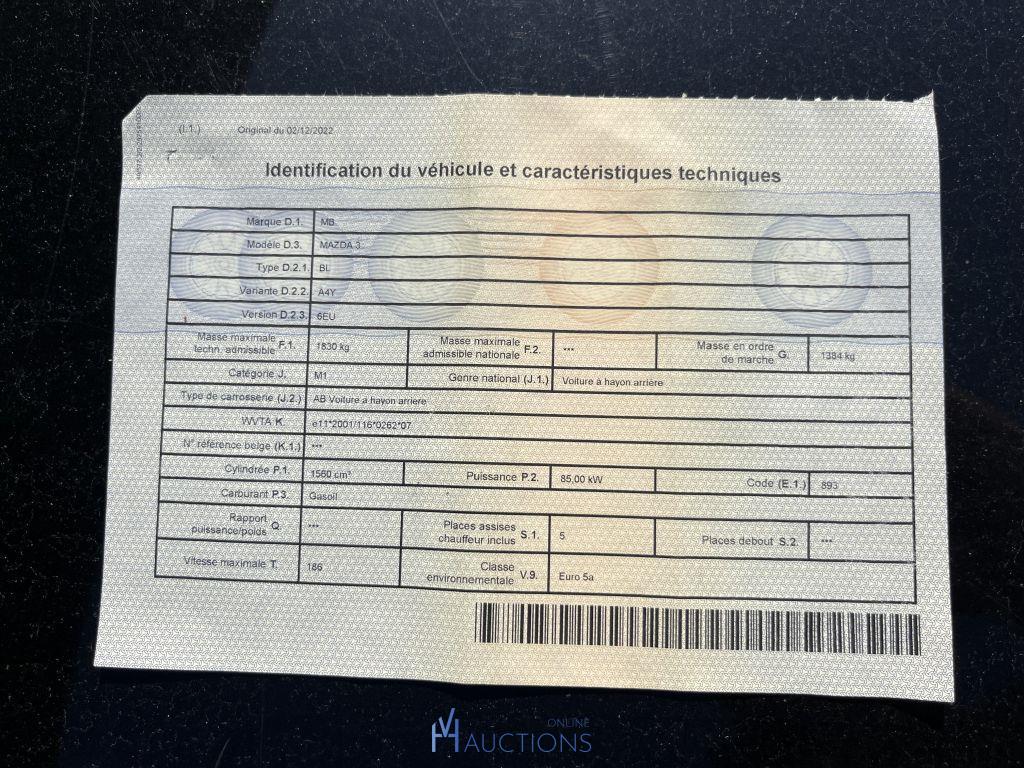 (I.1.) Original du 02/12/2022
Identification du véhicule et caractéristiques techniques
Marque D.1. MB
Modèle D.3. MAZDA 3
Type D.2.1. BL
Variante D.2.2. A4Y
1 Version D.2.3. 6EU
Masse maximale techn. admissible F.1. 1830 kg Masse maximale admissible nationale F.2. --- Masse en ordre de marche G. 1384 kg
Catégorie J. M1 Genre national (J.1.) Voiture à hayon arrière
Type de carrosserie (J.2.) AB Voiture à hayon arrière
WVTA K. e11*2001/116*0262*07
N° référence belge (K.1.) ---
Cylindrée P.1. 1560 cm³ Puissance P.2. 85,00 kW Code (E.1.) 893
Carburant P.3. Gasoil
Rapport puissance/poids Q. --- Places assises chauffeur inclus S.1. 5 Places debout S.2. ---
Vitesse maximale T. 186 Classe environnementale V.9. Euro 5a
HV ONLINE
AUCTIONS